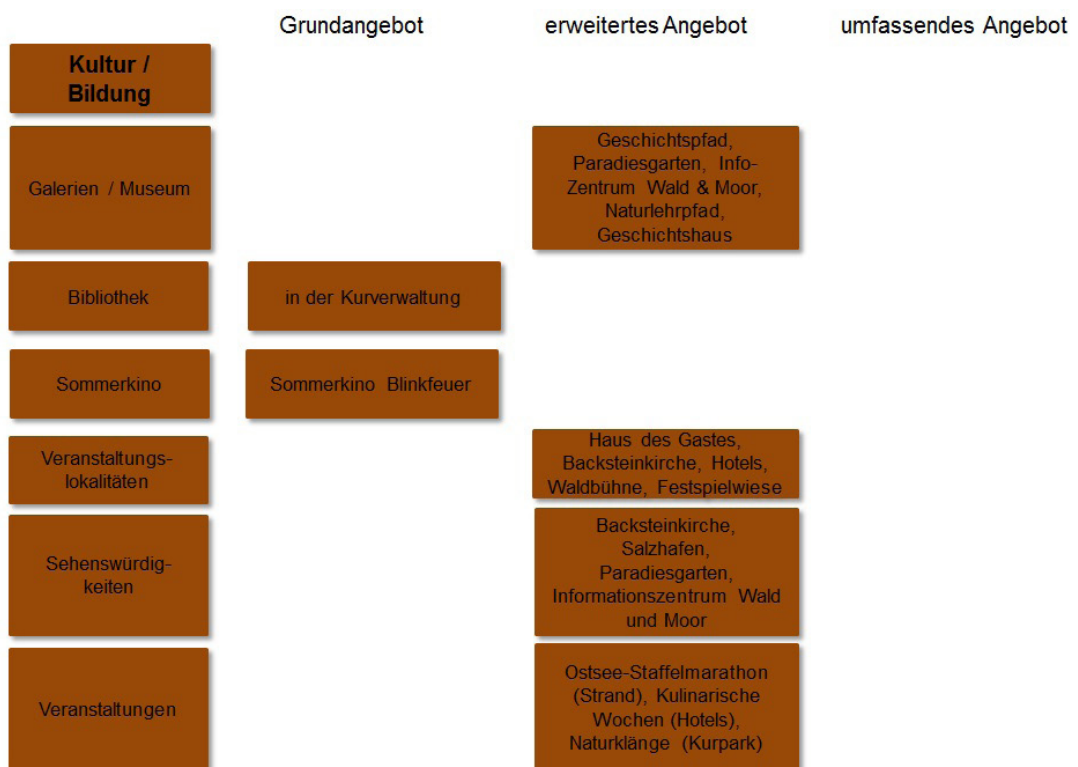 Grundangebot erweitertes Angebot umfassendes Angebot
Kultur /
Bildung
Galerien / Museum
Geschichtspfad,
Paradiesgarten, Info-
Zentrum Wald & Moor,
Naturlehrpfad,
Geschichtshaus
Bibliothek
in der Kurverwaltung
Sommerkino
Sommerkino Blinkfeuer
Veranstaltungs-
lokalitäten
Haus des Gastes,
Backsteinkirche, Hotels,
Waldbühne, Festspielwiese
Sehenswürdig-
keiten
Backsteinkirche,
Salzhafen,
Paradiesgarten,
Informationszentrum Wald
und Moor
Veranstaltungen
Ostsee-Staffelmarathon
(Strand), Kulinarische
Wochen (Hotels),
Naturklänge (Kurpark)